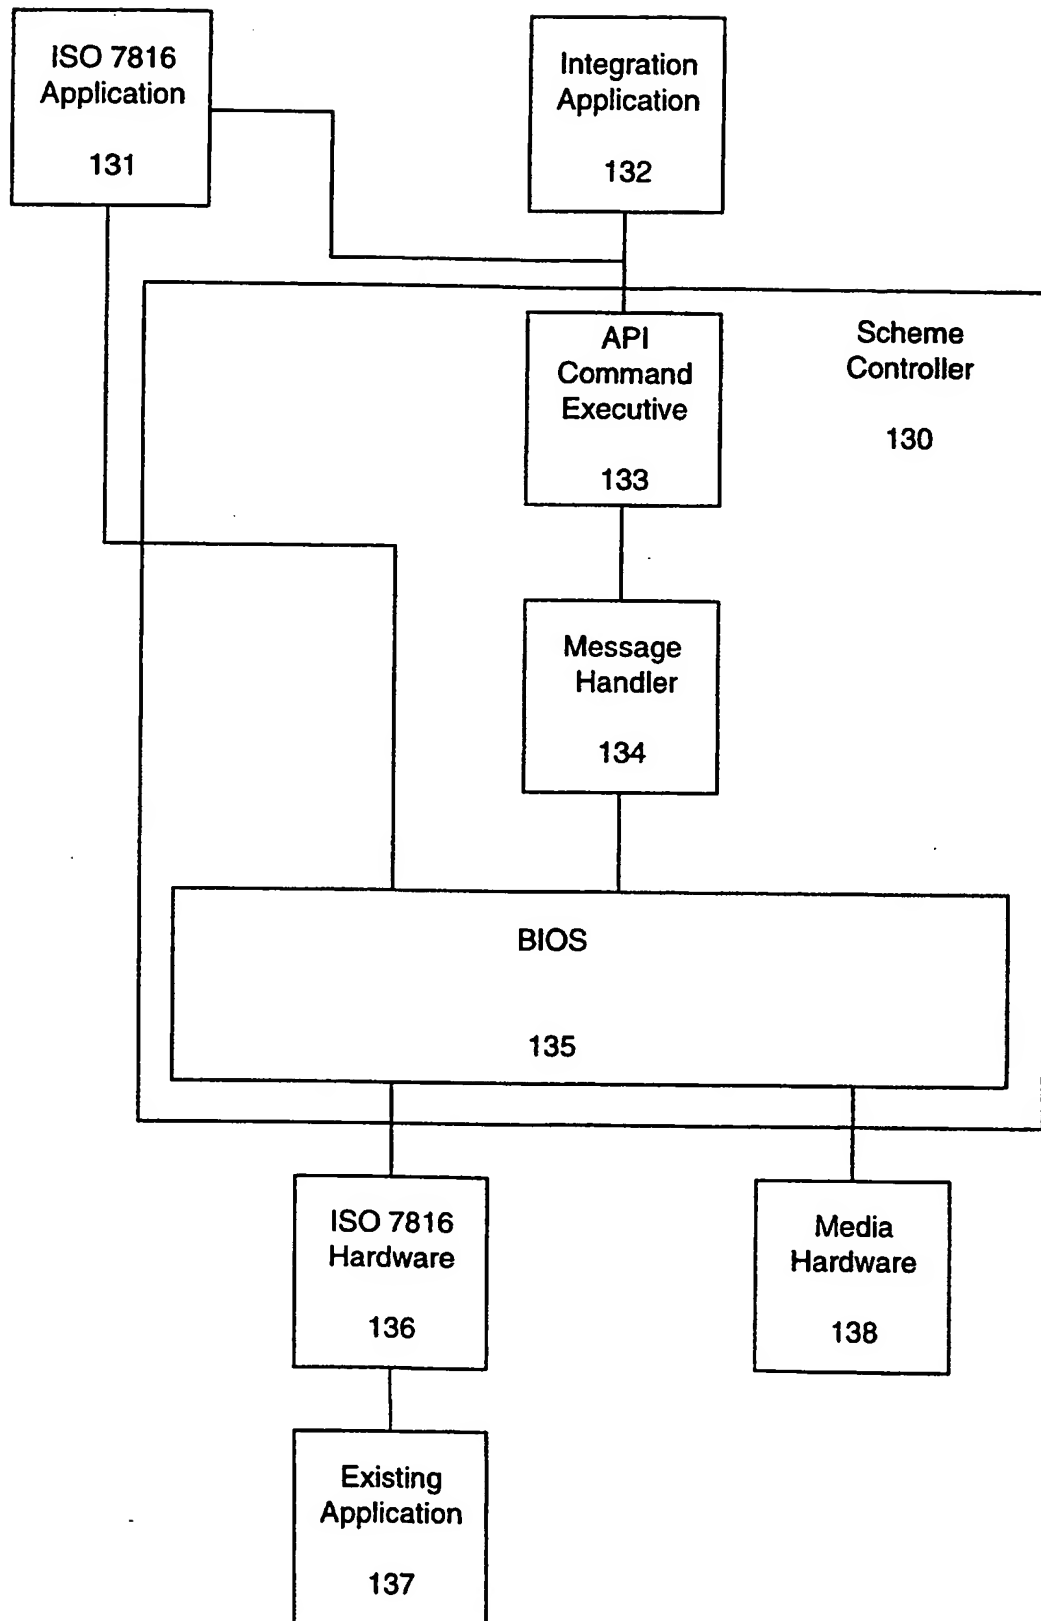 ISO 7816
Application
131
Integration
Application
132
API
Command
Executive
133
Scheme
Controller
130
Message
Handler
134
BIOS
135
ISO 7816
Hardware
136
Media
Hardware
138
Existing
Application
137